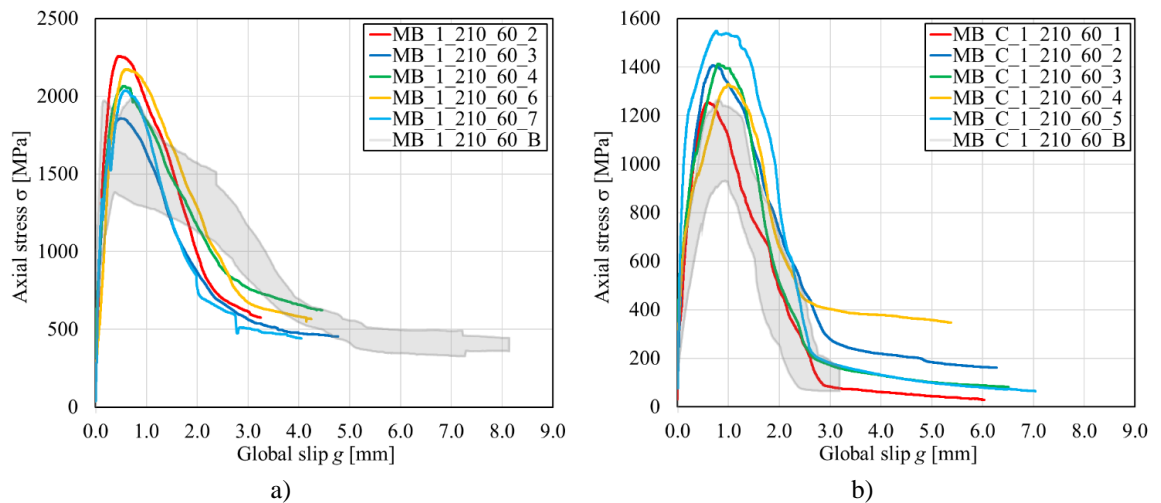 2500
2000
1500
1000
500
0
Axial stress σ [MPa]
MB_1_210_60_2
MB_1_210_60_3
MB_1_210_60_4
MB_1_210_60_6
MB_1_210_60_7
MB_1_210_60_B
0.0 1.0 2.0 3.0 4.0 5.0 6.0 7.0 8.0 9.0
Global slip g [mm]
a)
1600
1400
1200
1000
800
600
400
200
0
Axial stress σ [MPa]
MB_C_1_210_60_1
MB_C_1_210_60_2
MB_C_1_210_60_3
MB_C_1_210_60_4
MB_C_1_210_60_5
MB_C_1_210_60_B
0.0 1.0 2.0 3.0 4.0 5.0 6.0 7.0 8.0 9.0
Global slip g [mm]
b)